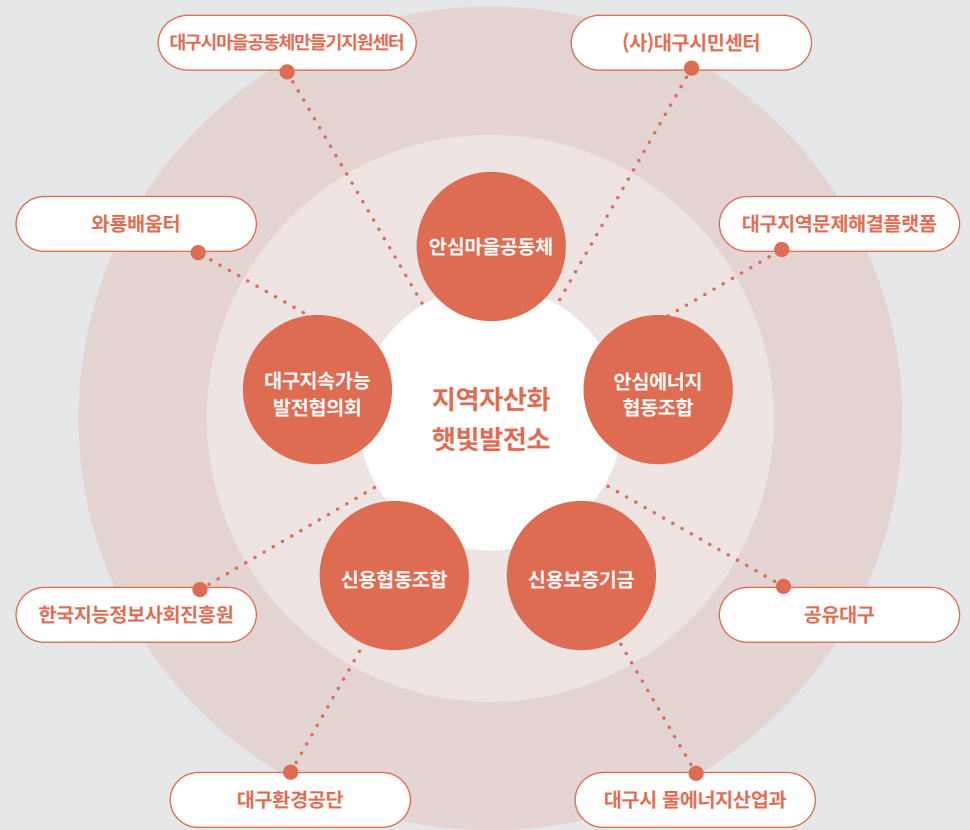 대구시마을공동체만들기지원센터
(사)대구시민센터
와룡배움터
대구지역문제해결플랫폼
안심마을공동체
대구지속가능
발전협의회
안심에너지
협동조합
지역자산화
햇빛발전소
신용협동조합
신용보증기금
한국지능정보사회진흥원
공유대구
대구환경공단
대구시 물에너지산업과